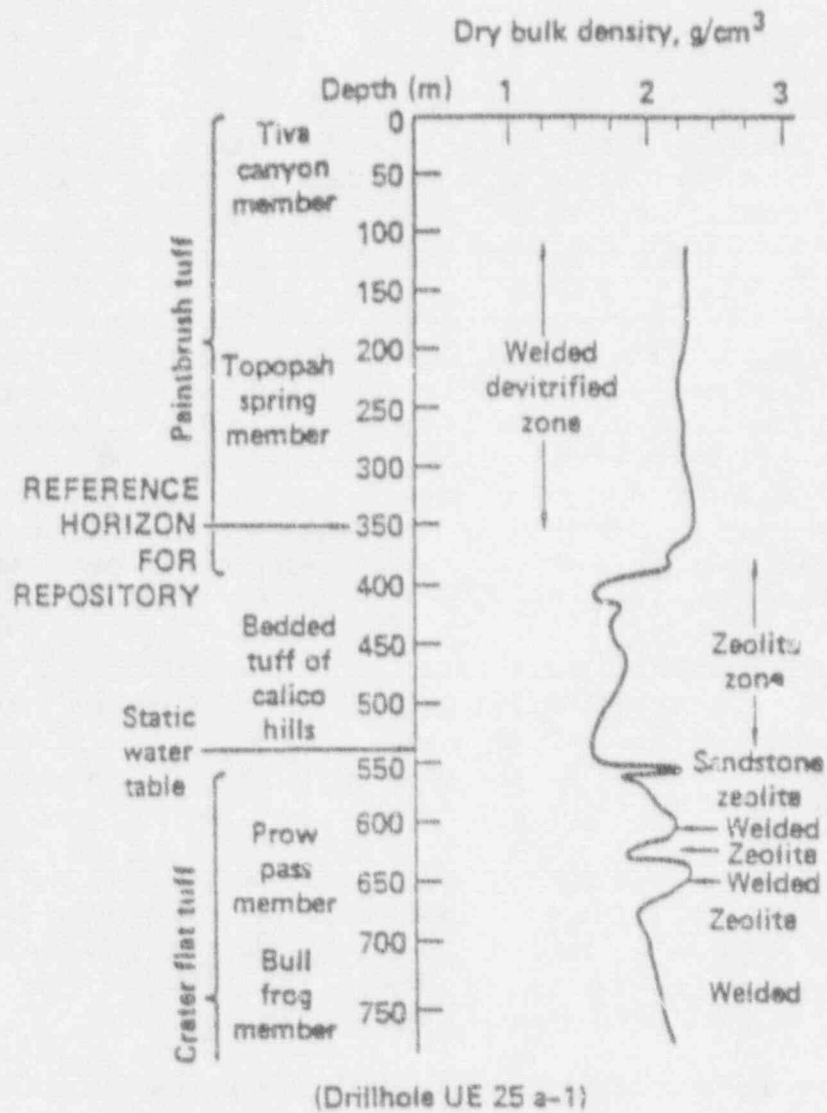 Dry bulk density, g/cm³
Depth (m) 1 2 3
0
50
100
150
200
250
300
350
400
450
500
550
600
650
700
750
Paintbrush tuff
Tiva
canyon
member
Topopah
spring
member
REFERENCE
HORIZON
FOR
REPOSITORY
Bedded
tuff of
calico
hills
Static
water
table
Crater flat tuff
Prow
pass
member
Bull
frog
member
Welded
devitrified
zone
Zeolite
zone
Sandstone
zeolite
Welded
Zeolite
Welded
Zeolite
Welded
(Drillhole UE 25 a-1)